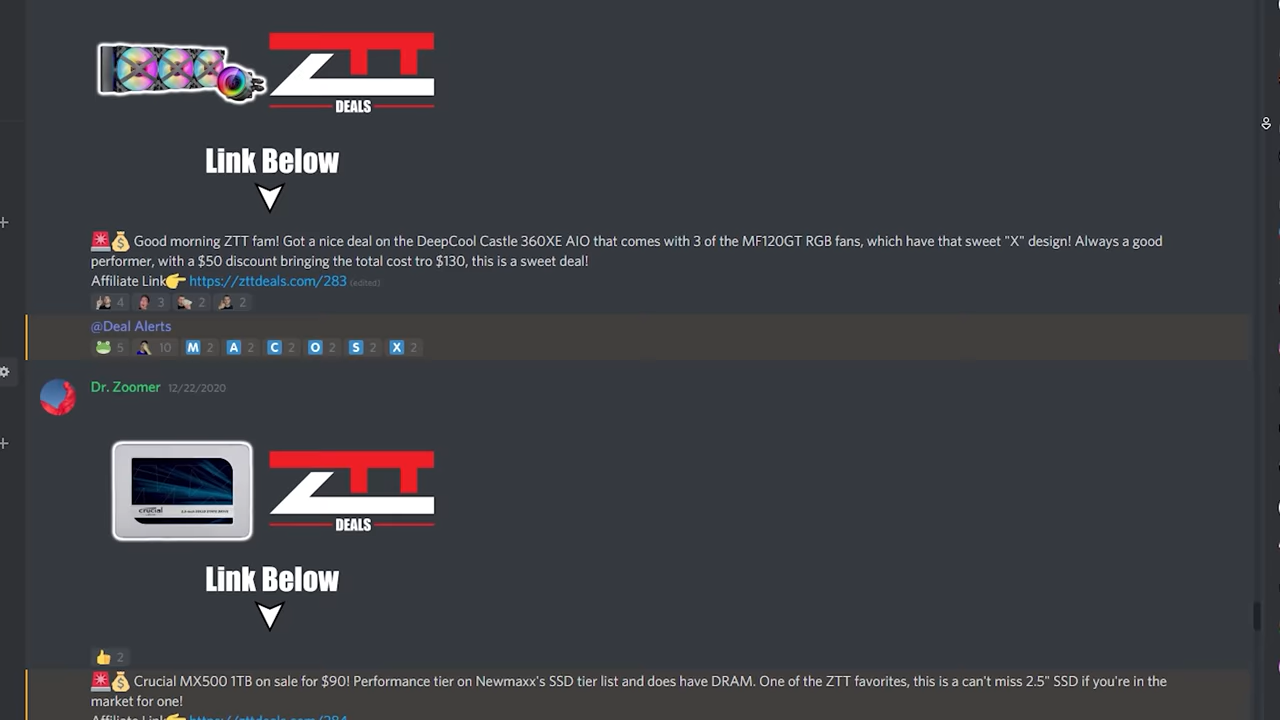 ZTT
DEALS
Link Below
🚨💰 Good morning ZTT fam! Got a nice deal on the DeepCool Castle 360XE AIO that comes with 3 of the MF120GT RGB fans, which have that sweet "X" design! Always a good
performer, with a $50 discount bringing the total cost tro $130, this is a sweet deal!
Affiliate Link👉 https://zttdeals.com/283 (edited)
4 3 2 2
@Deal Alerts
🐸 5 10 M 2 A 2 C 2 O 2 S 2 X 2
Dr. Zoomer 12/22/2020
crucial
ZTT
DEALS
Link Below
👍 2
🚨💰 Crucial MX500 1TB on sale for $90! Performance tier on Newmaxx's SSD tier list and does have DRAM. One of the ZTT favorites, this is a can't miss 2.5" SSD if you're in the
market for one!
Affiliate Link👉 https://zttdeals.com/284